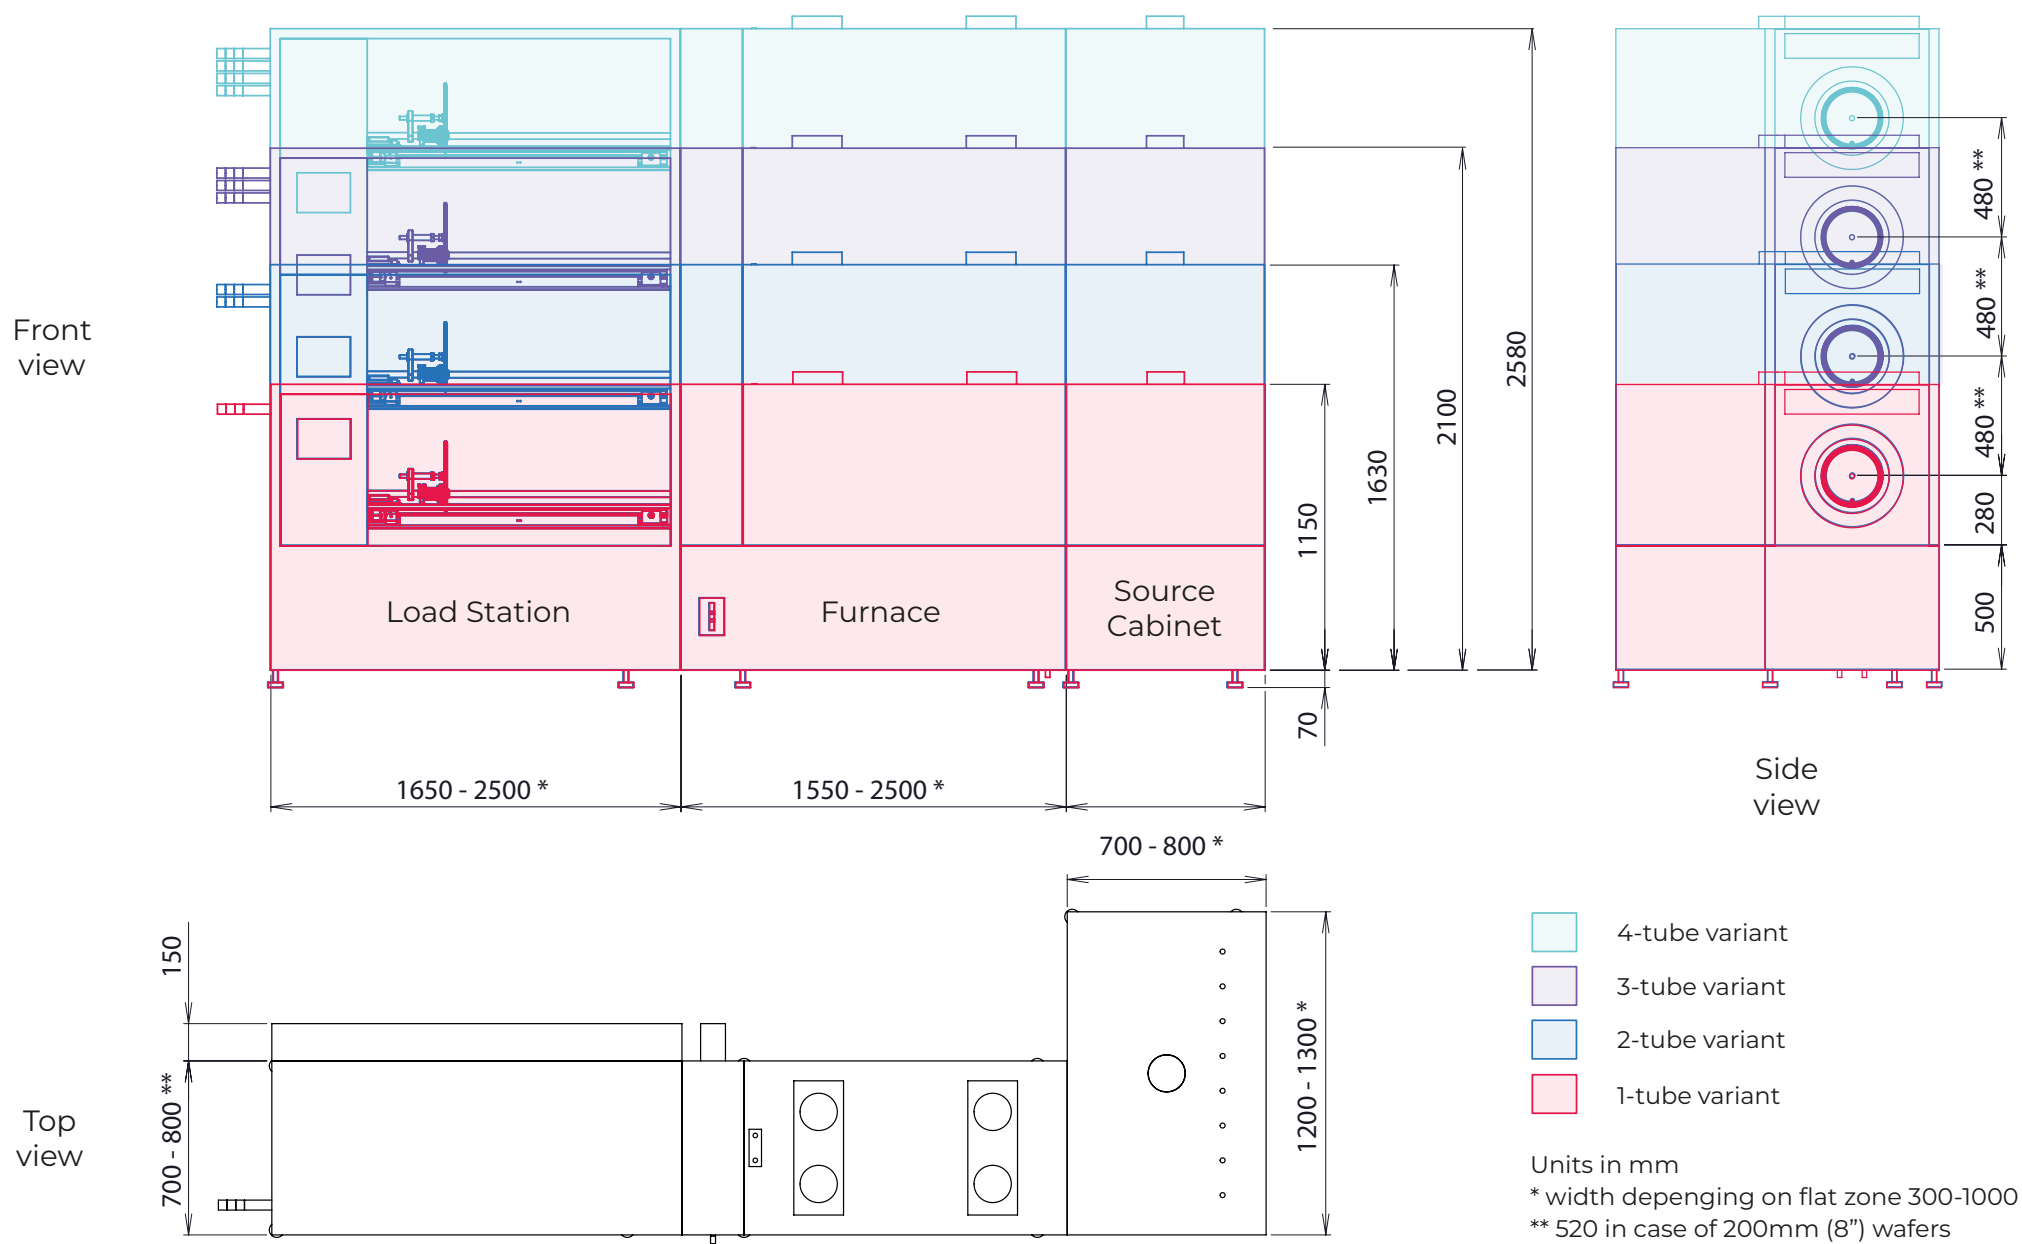 Front
view
Load Station
Furnace
Source
Cabinet
1150
1630
2100
2580
70
1650 - 2500 *
1550 - 2500 *
700 - 800 *
480 **
480 **
480 **
280
500
Side
view
150
700 - 800 **
1200 - 1300 *
Top
view
4-tube variant
3-tube variant
2-tube variant
1-tube variant
Units in mm
* width depenging on flat zone 300-1000
** 520 in case of 200mm (8”) wafers